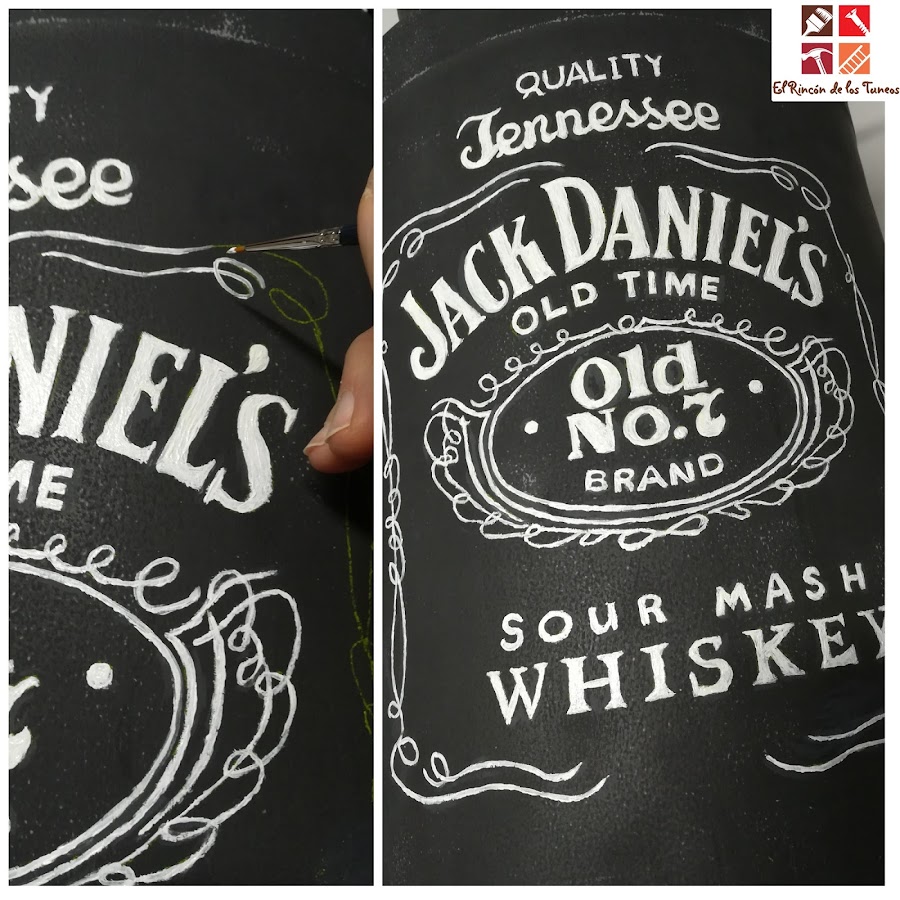 El Rincón de los Tuneos
TY
see
NIEL'S
ME
QUALITY
Tennessee
JACK DANIEL'S
OLD TIME
Old
No.7
BRAND
SOUR MASH
WHISKEY